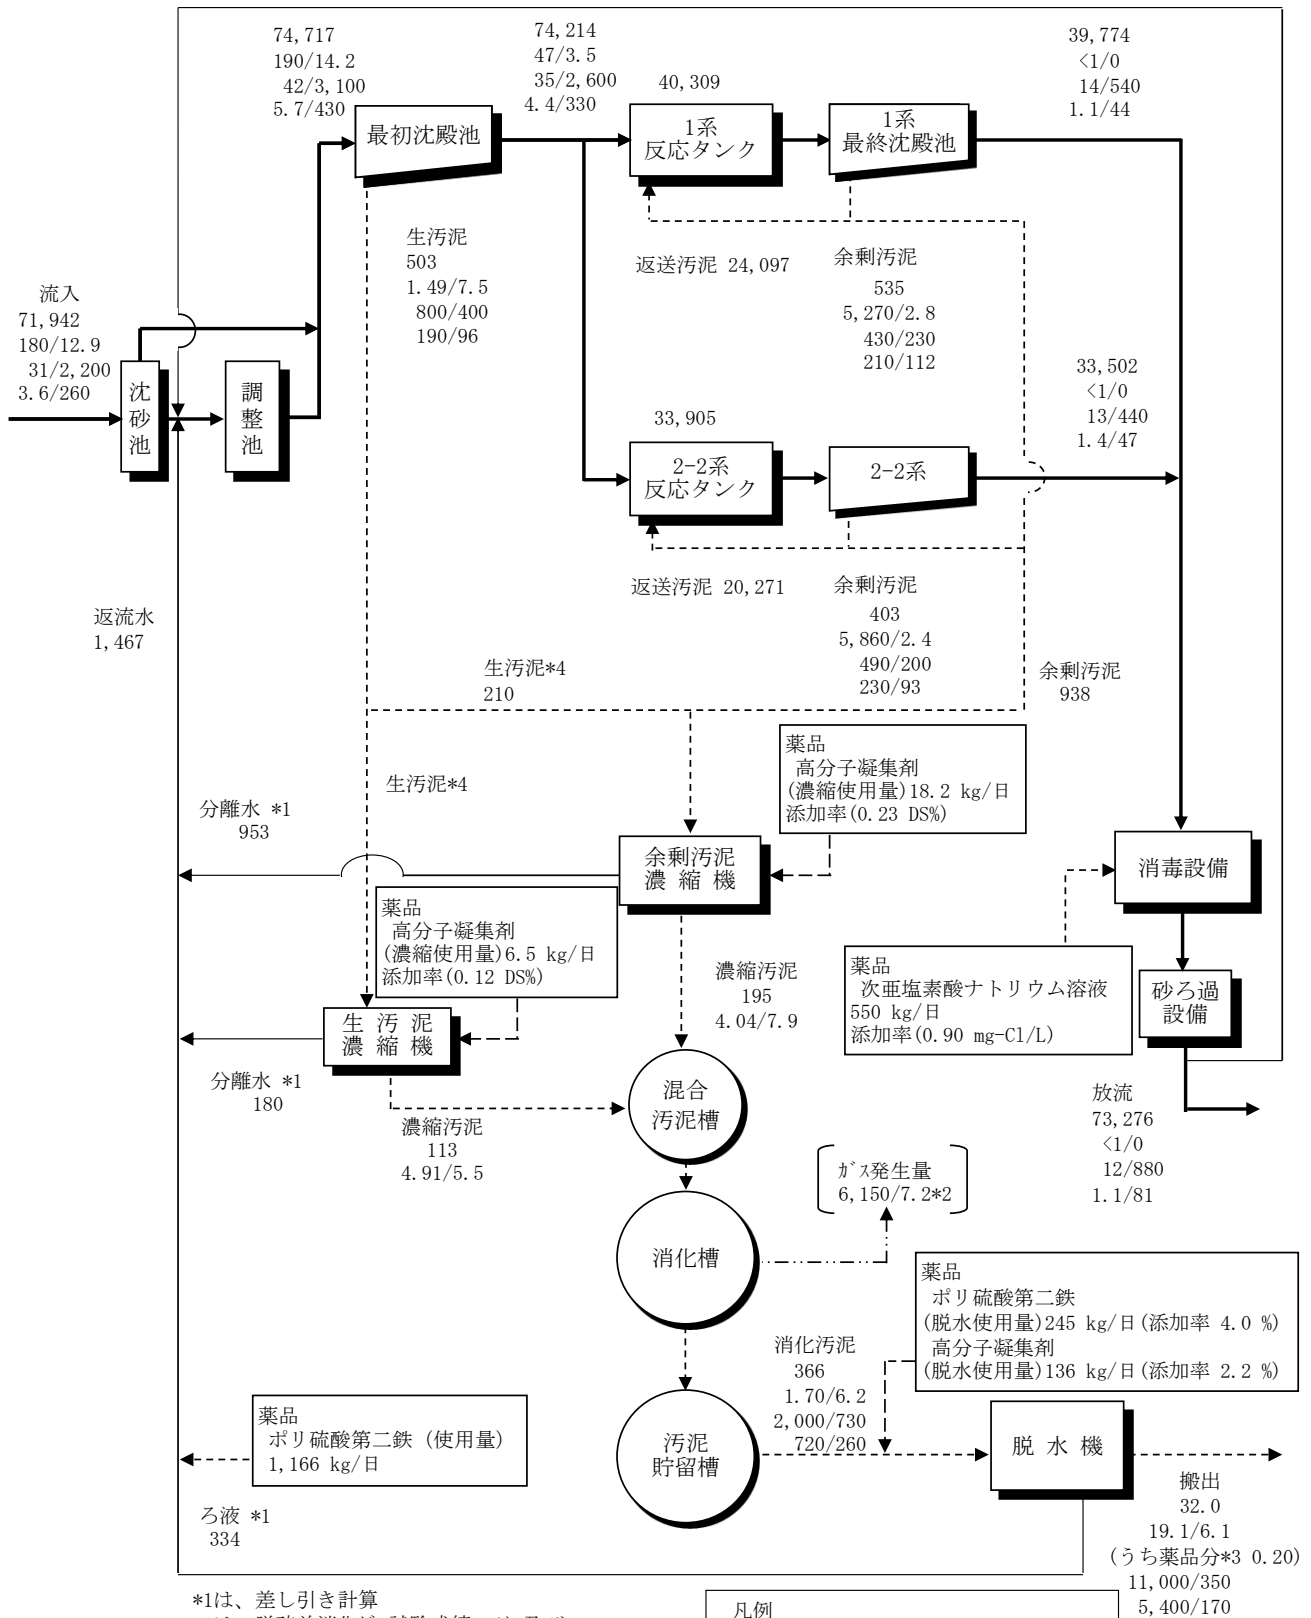 74,717
190/14.2
42/3,100
5.7/430
最初沈殿池
74,214
47/3.5
35/2,600
4.4/330
40,309
1系
反応タンク
1系
最終沈殿池
39,774
<1/0
14/540
1.1/44
生汚泥
503
1.49/7.5
800/400
190/96
返送汚泥 24,097
余剰汚泥
535
5,270/2.8
430/230
210/112
流入
71,942
180/12.9
31/2,200
3.6/260
沈砂池
調整池
33,905
2-2系
反応タンク
2-2系
33,502
<1/0
13/440
1.4/47
返送汚泥 20,271
余剰汚泥
403
5,860/2.4
490/200
230/93
返流水
1,467
生汚泥*4
210
余剰汚泥
938
薬品
高分子凝集剤
(濃縮使用量)18.2 kg/日
添加率(0.23 DS%)
生汚泥*4
分離水 *1
953
余剰汚泥
濃 縮 機
消毒設備
薬品
高分子凝集剤
(濃縮使用量)6.5 kg/日
添加率(0.12 DS%)
濃縮汚泥
195
4.04/7.9
薬品
次亜塩素酸ナトリウム溶液
550 kg/日
添加率(0.90 mg-Cl/L)
砂ろ過
設備
生 汚 泥
濃 縮 機
分離水 *1
180
濃縮汚泥
113
4.91/5.5
混合
汚泥槽
放流
73,276
<1/0
12/880
1.1/81
ガス発生量
6,150/7.2*2
消化槽
薬品
ポリ硫酸第二鉄
(脱水使用量)245 kg/日(添加率 4.0 %)
高分子凝集剤
(脱水使用量)136 kg/日(添加率 2.2 %)
消化汚泥
366
1.70/6.2
2,000/730
720/260
薬品
ポリ硫酸第二鉄 (使用量)
1,166 kg/日
汚泥
貯留槽
脱 水 機
ろ液 *1
334
搬出
32.0
19.1/6.1
(うち薬品分*3 0.20)
11,000/350
5,400/170
*1は、差し引き計算
凡例